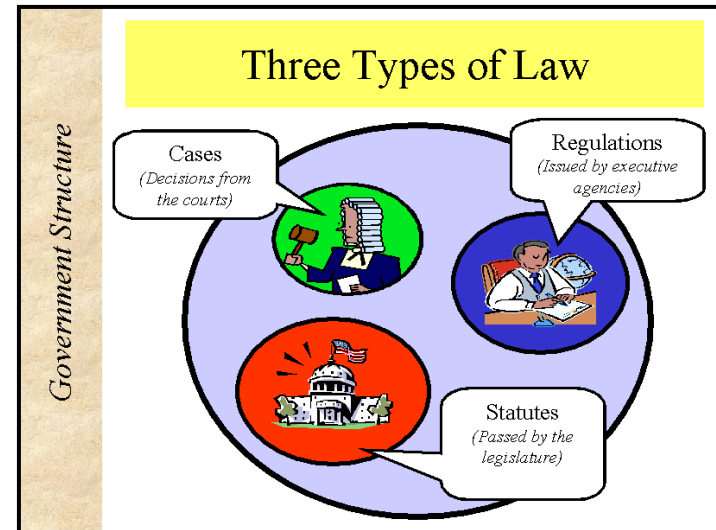 Three Types of Law
Government Structure
Cases
(Decisions from
the courts)
Regulations
(Issued by executive
agencies)
Statutes
(Passed by the
legislature)